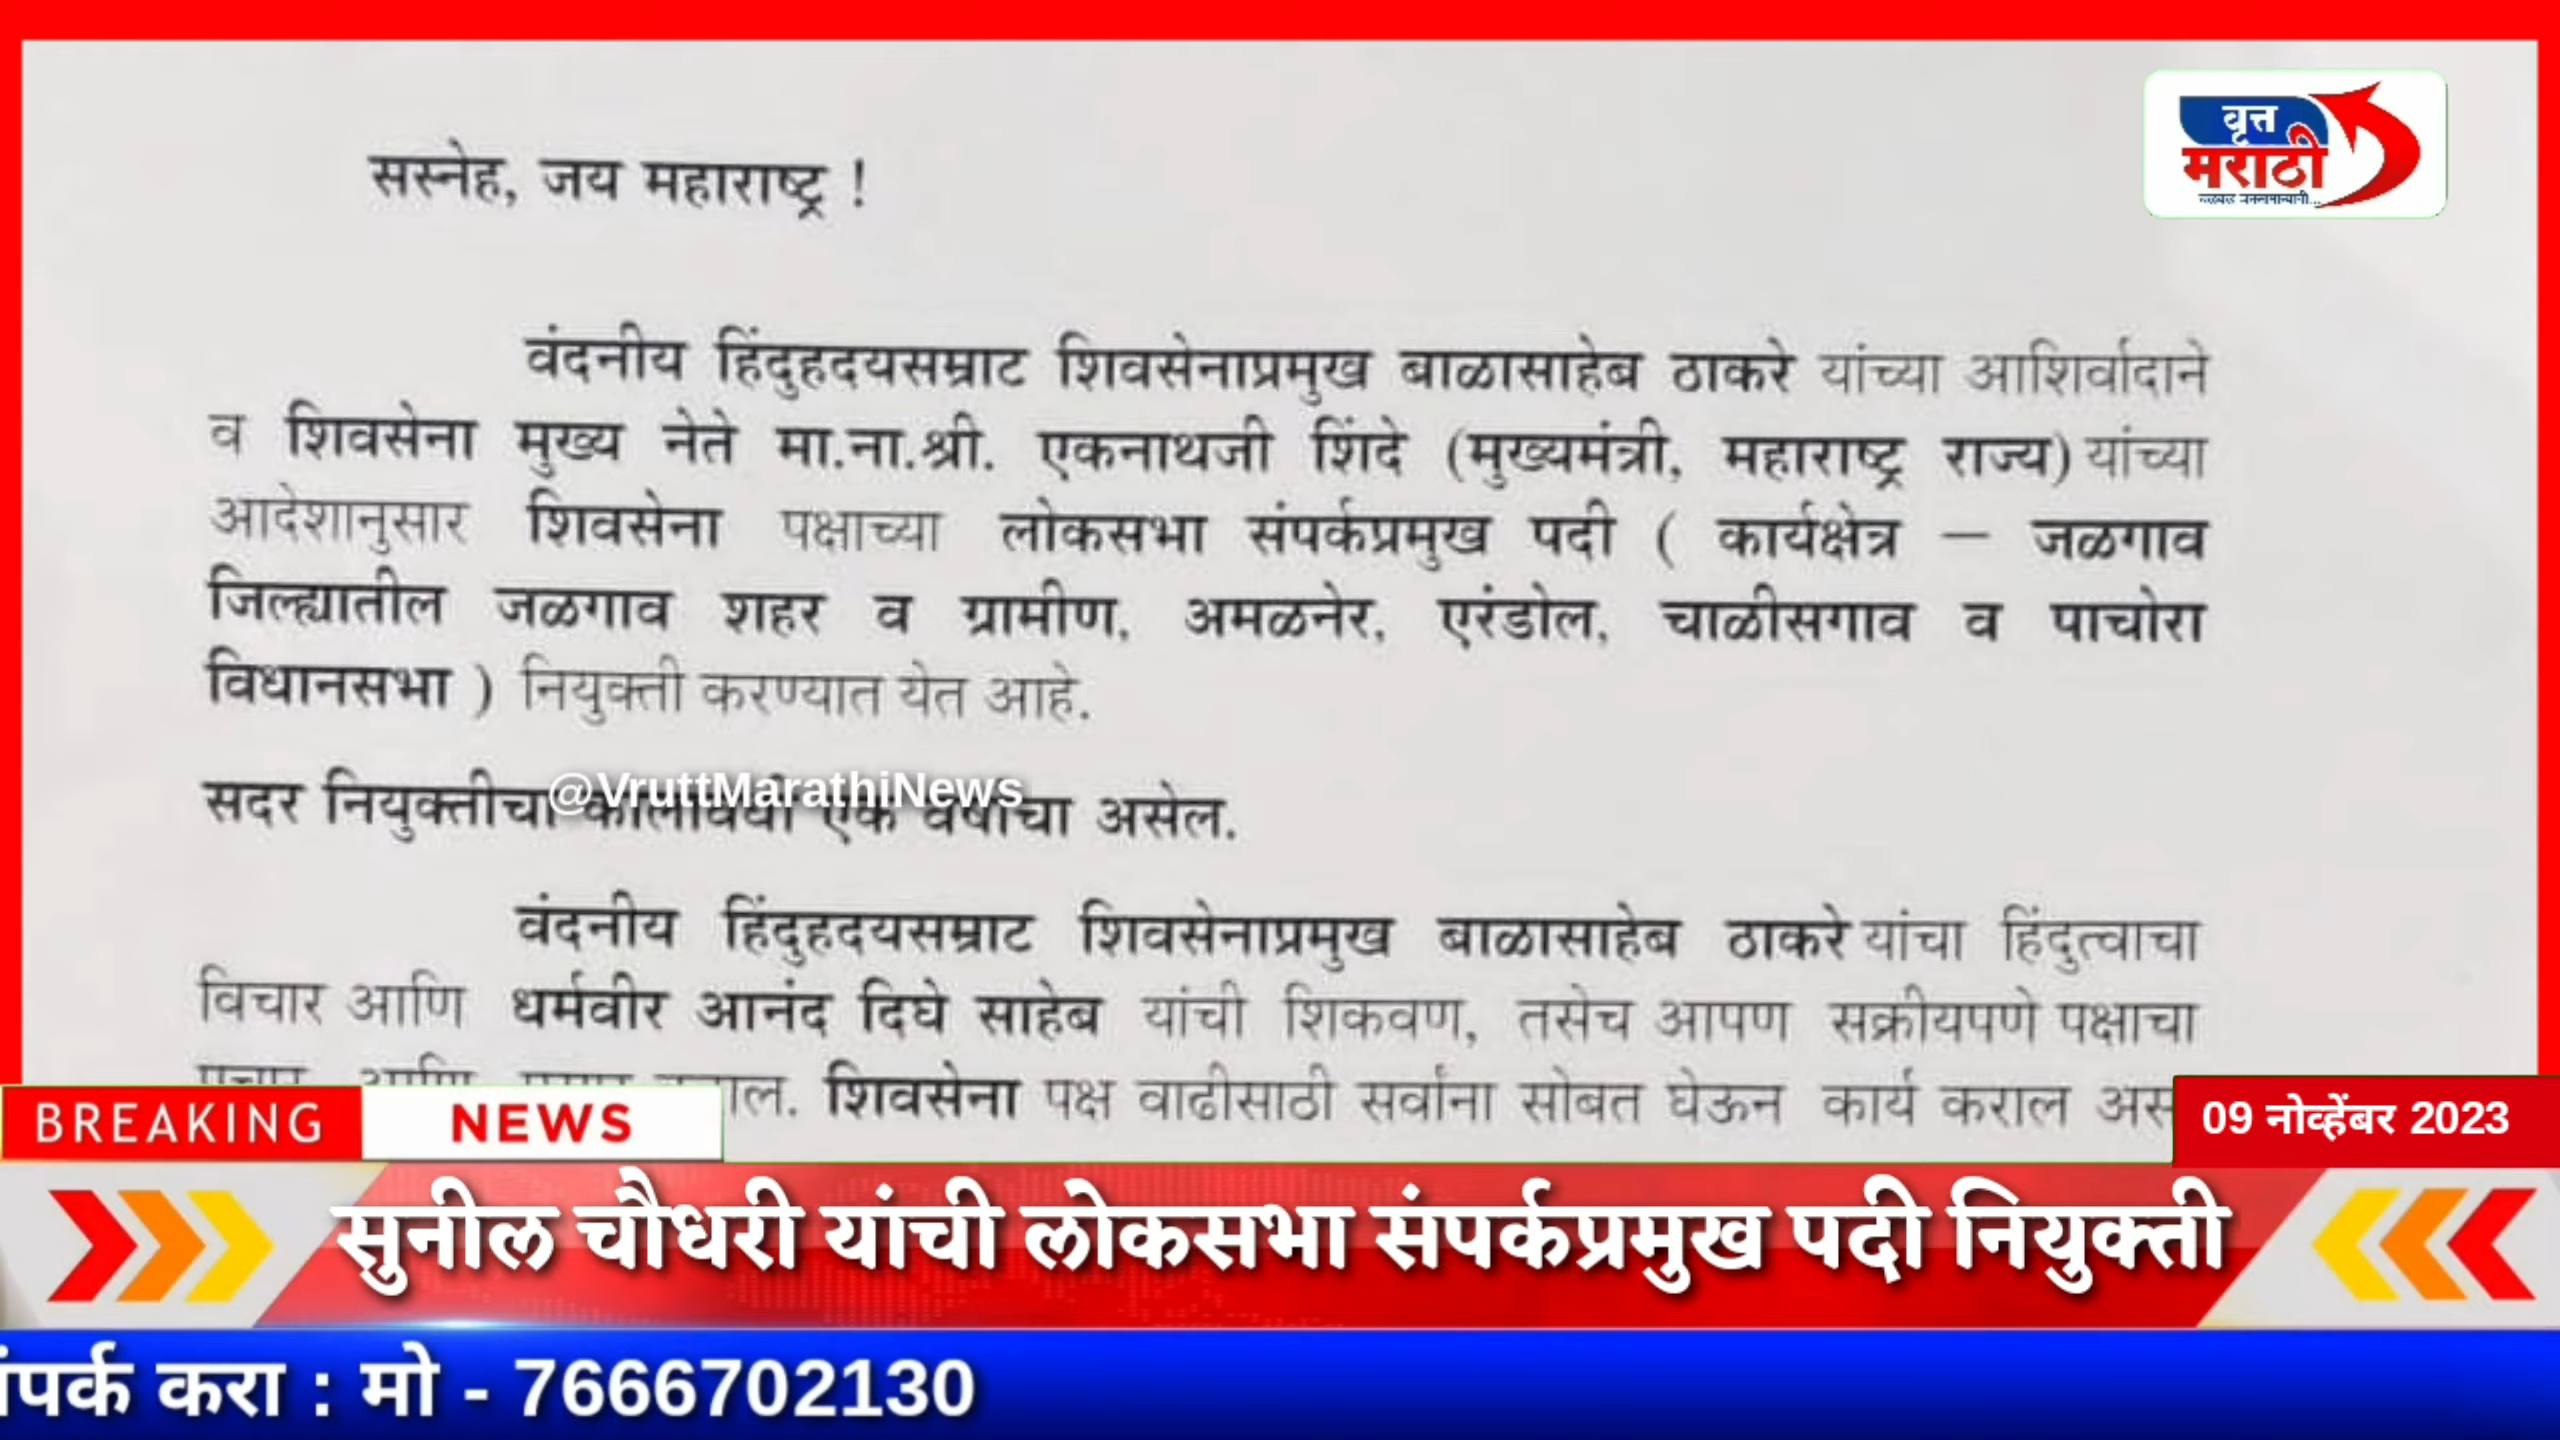 वृत्त
मराठी
सस्नेह, जय महाराष्ट्र !
वंदनीय हिंदुहृदयसम्राट शिवसेनाप्रमुख बाळासाहेब ठाकरे यांच्या आशिर्वादाने
व शिवसेना मुख्य नेते मा.ना.श्री. एकनाथजी शिंदे (मुख्यमंत्री, महाराष्ट्र राज्य) यांच्या
आदेशानुसार शिवसेना पक्षाच्या लोकसभा संपर्कप्रमुख पदी ( कार्यक्षेत्र – जळगाव
जिल्ह्यातील जळगाव शहर व ग्रामीण, अमळनेर, एरंडोल, चाळीसगाव व पाचोरा
विधानसभा ) नियुक्ती करण्यात येत आहे.
सदर नियुक्तीचा कालावधी एक वर्षाचा असेल.
@VruttMarathiNews
वंदनीय हिंदुहृदयसम्राट शिवसेनाप्रमुख बाळासाहेब ठाकरे यांचा हिंदुत्वाचा
विचार आणि धर्मवीर आनंद दिघे साहेब यांची शिकवण, तसेच आपण सक्रीयपणे पक्षाचा
शिवसेना पक्ष वाढीसाठी सर्वांना सोबत घेऊन कार्य कराल
BREAKING NEWS
09 नोव्हेंबर 2023
सुनील चौधरी यांची लोकसभा संपर्कप्रमुख पदी नियुक्ती
करा : मो - 7666702130